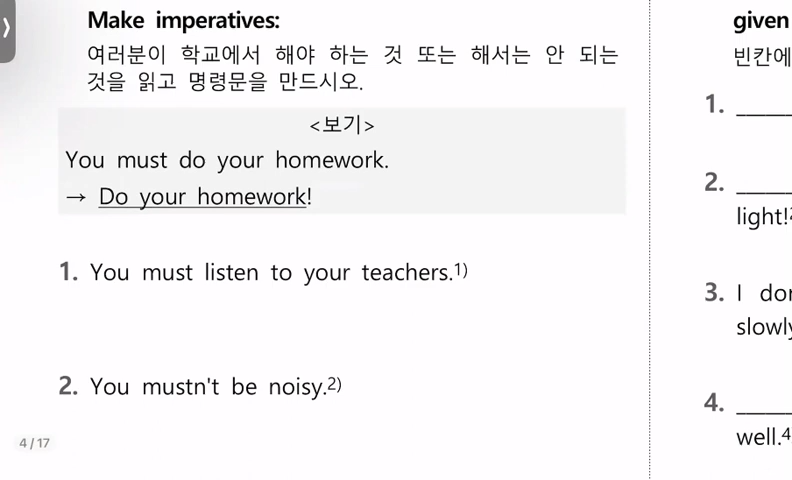 Make imperatives:
여러분이 학교에서 해야 하는 것 또는 해서는 안 되는
것을 읽고 명령문을 만드시오.
<보기>
You must do your homework.
→ Do your homework!
1. You must listen to your teachers.1)
2. You mustn't be noisy.2)
4 / 17
given
빈칸에
1.
2.
light!2
3. I
slowly
4.
well.4